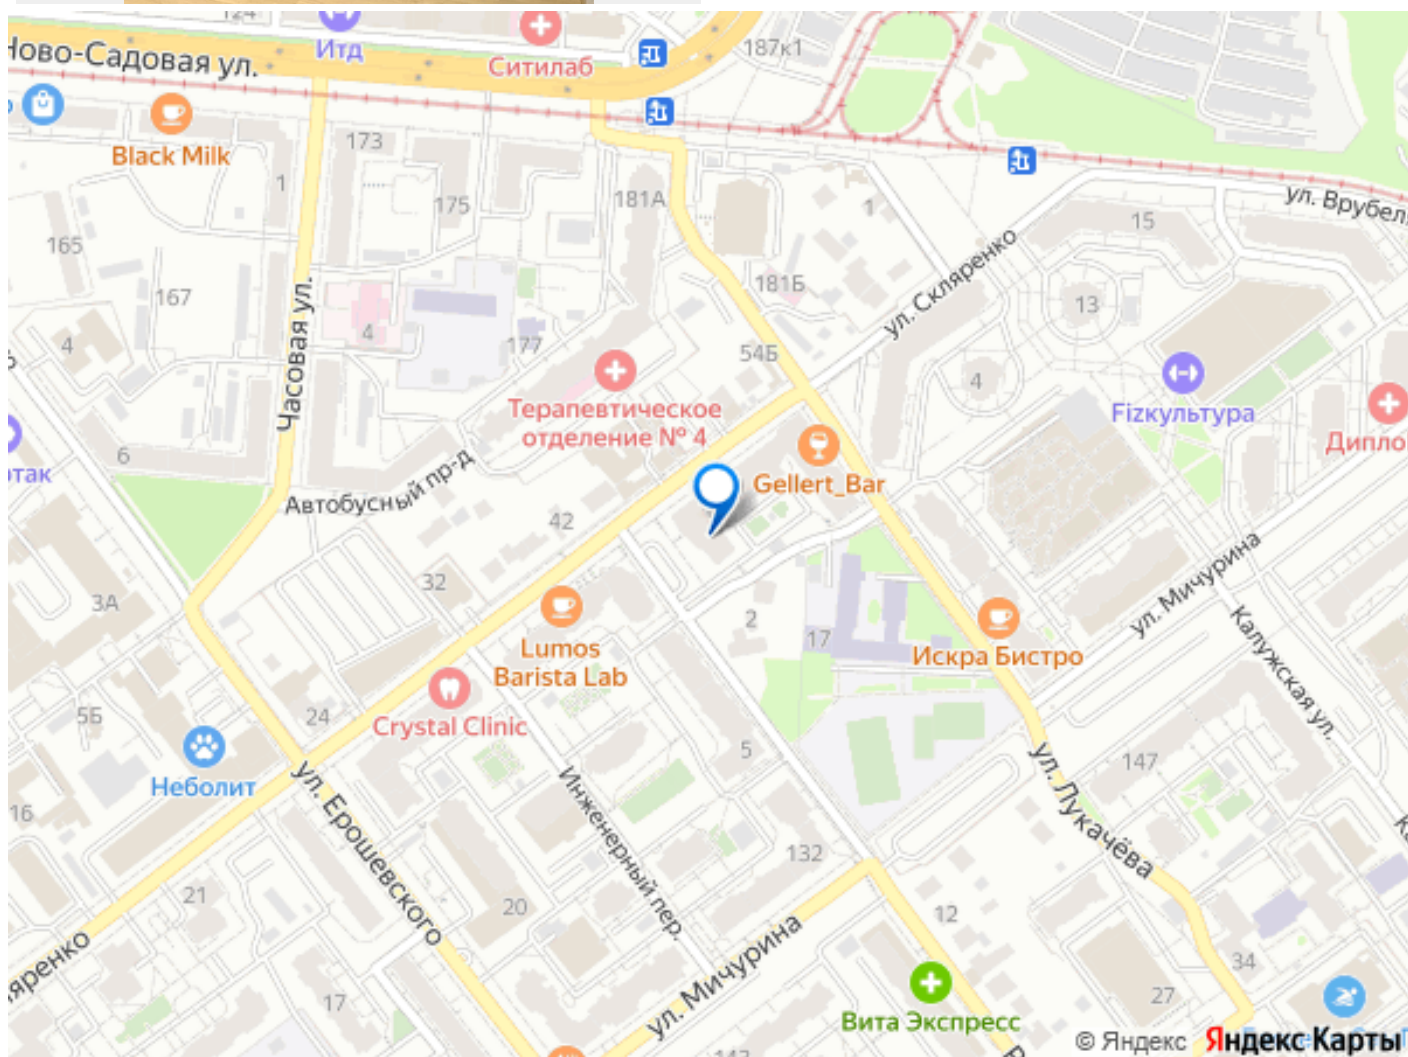 124
Итд
Ситилаб
187к1
Ново-Садовая ул.
Black Milk
173
1
175
181А
1
15
ул. Врубеля
165
167
Часовая ул.
4
177
181Б
ул. Скляренко
13
4
54Б
4
Терапевтическое
отделение № 4
Fizкультура
6
Автобусный пр-д
Gellert_Bar
42
32
3А
Lumos
Barista Lab
2
17
Искра Бистро
ул. Мичурина
Калужская ул.
Crystal Clinic
24
5Б
Неболит
5
147
ул. Лукачёва
16
ул. Ерошевского
Инженерный пер.
132
21
20
12
34
17
ул. Мичурина
27
Вита Экспресс
© Яндекс Яндекс Карты